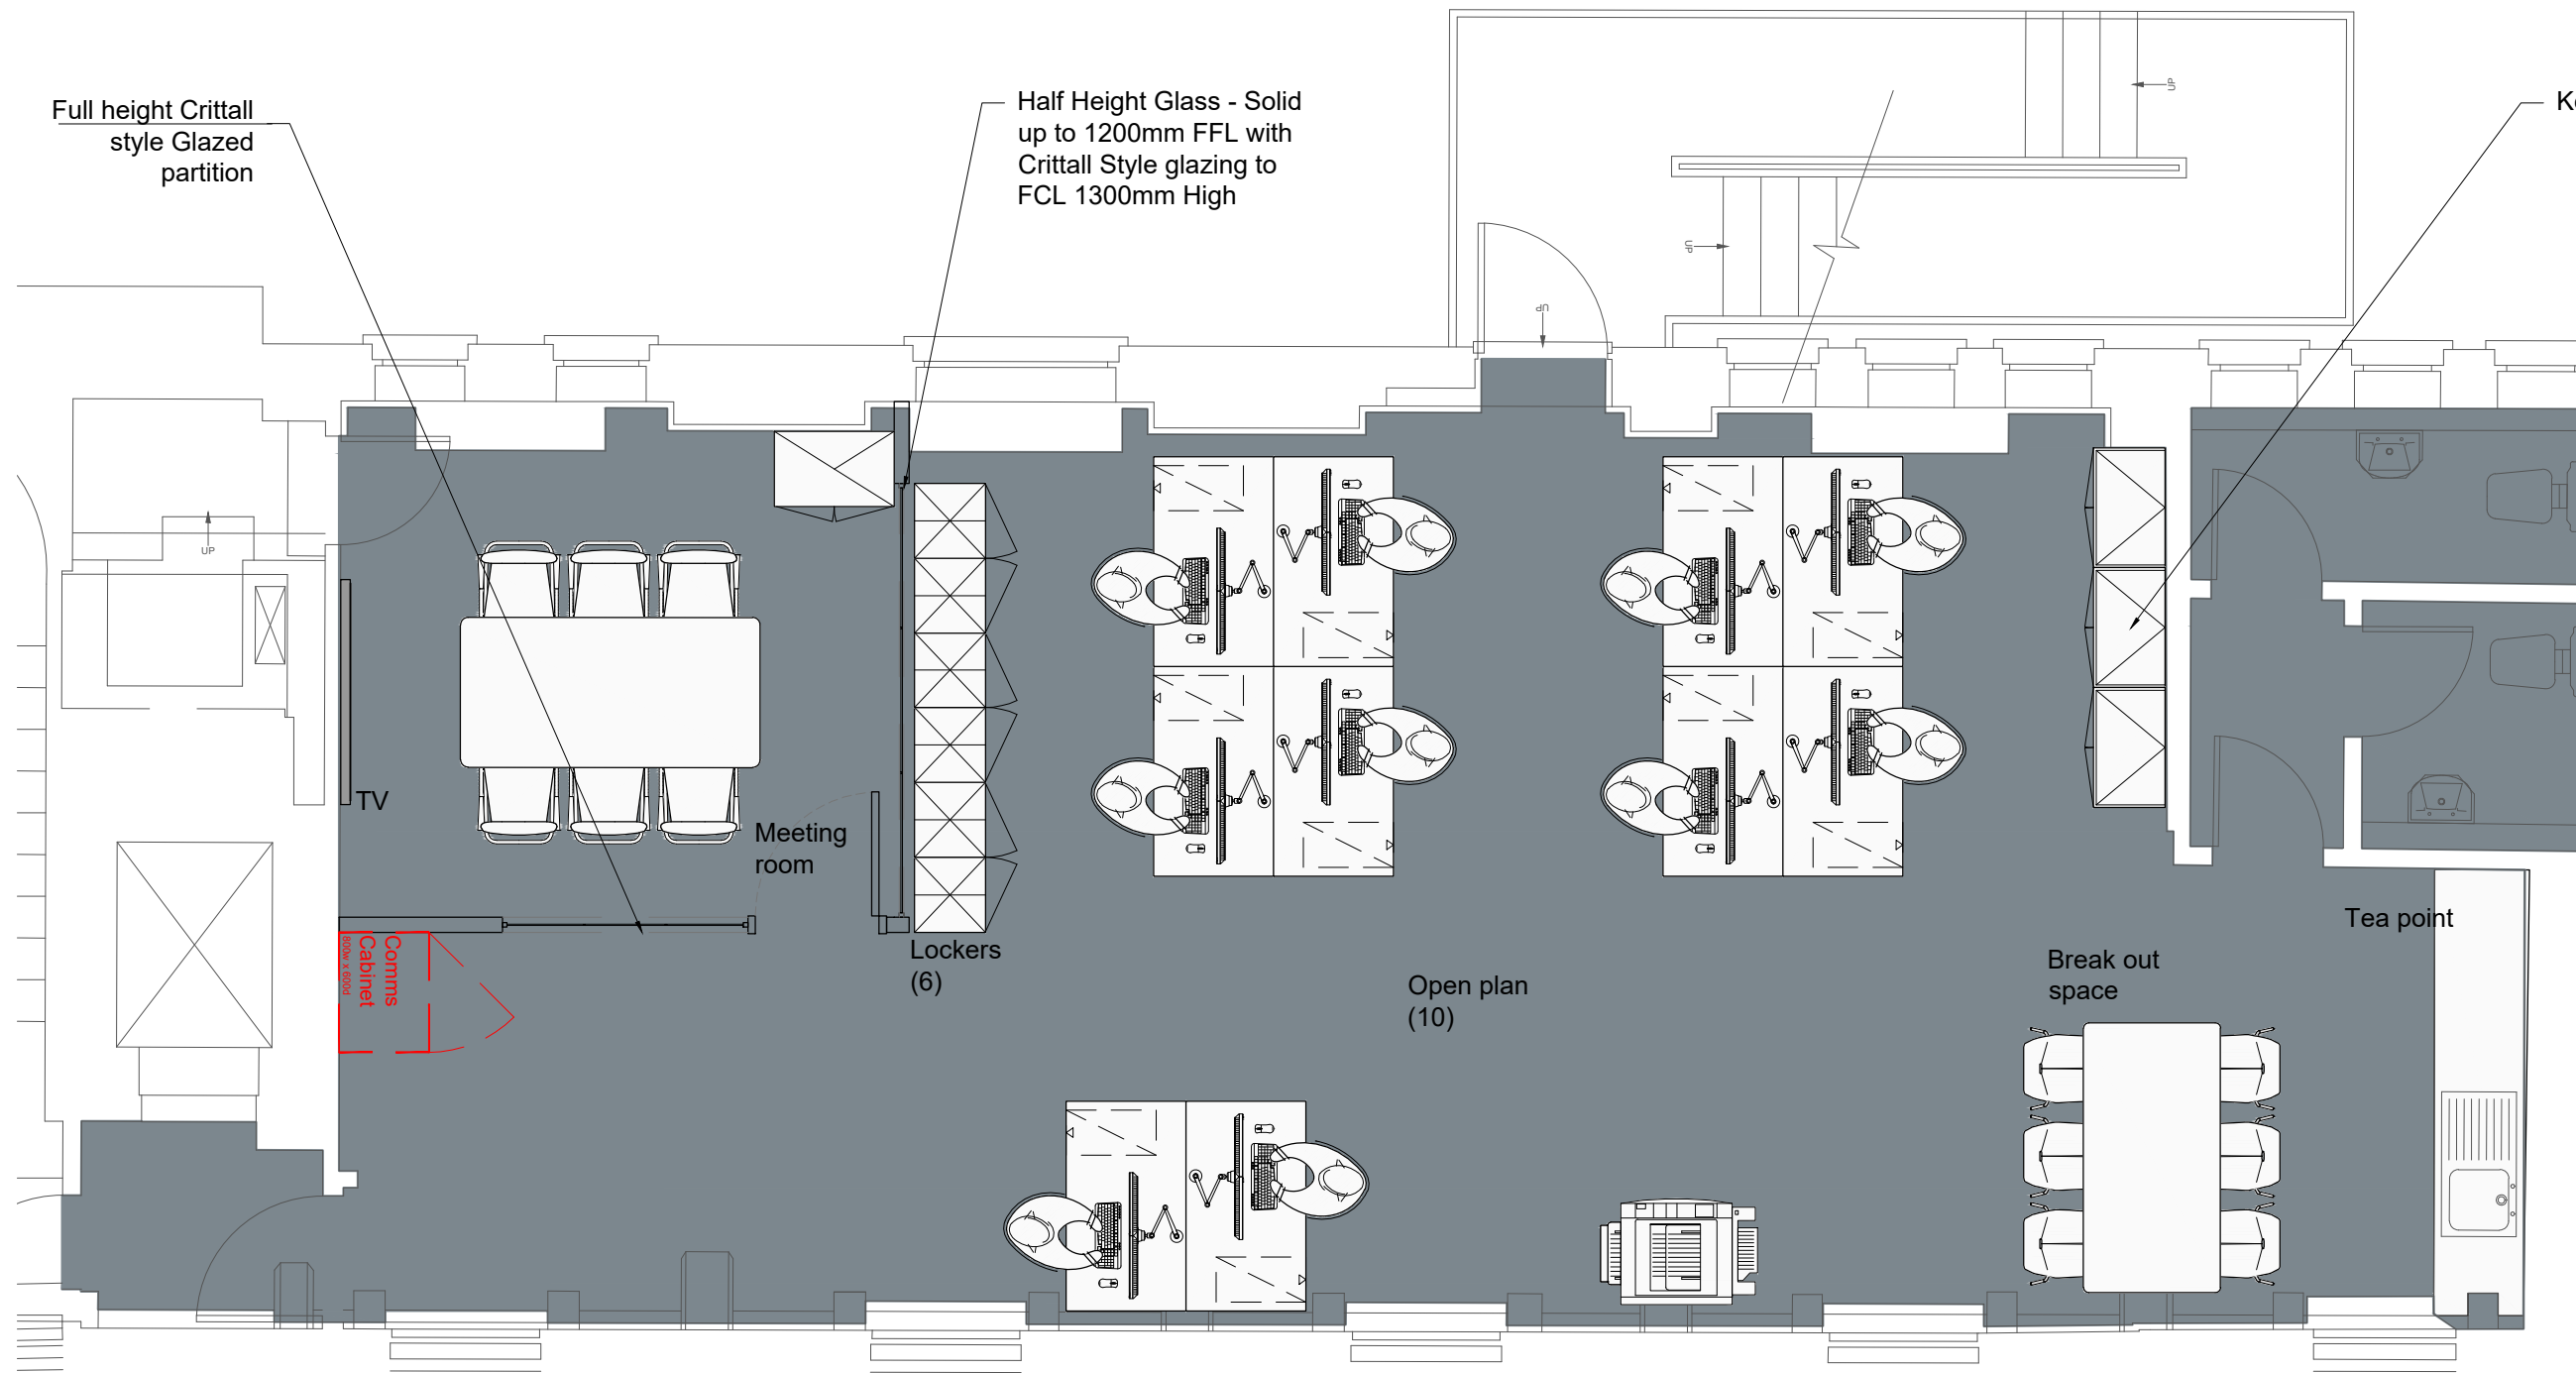 Full height Crittall
style Glazed
partition
Half Height Glass - Solid
up to 1200mm FFL with
Crittall Style glazing to
FCL 1300mm High
UP
UP
UP
UP
TV
Meeting
room
Comms
Cabinet
800w x 600d
Lockers
(6)
Open plan
(10)
Break out
space
Tea point